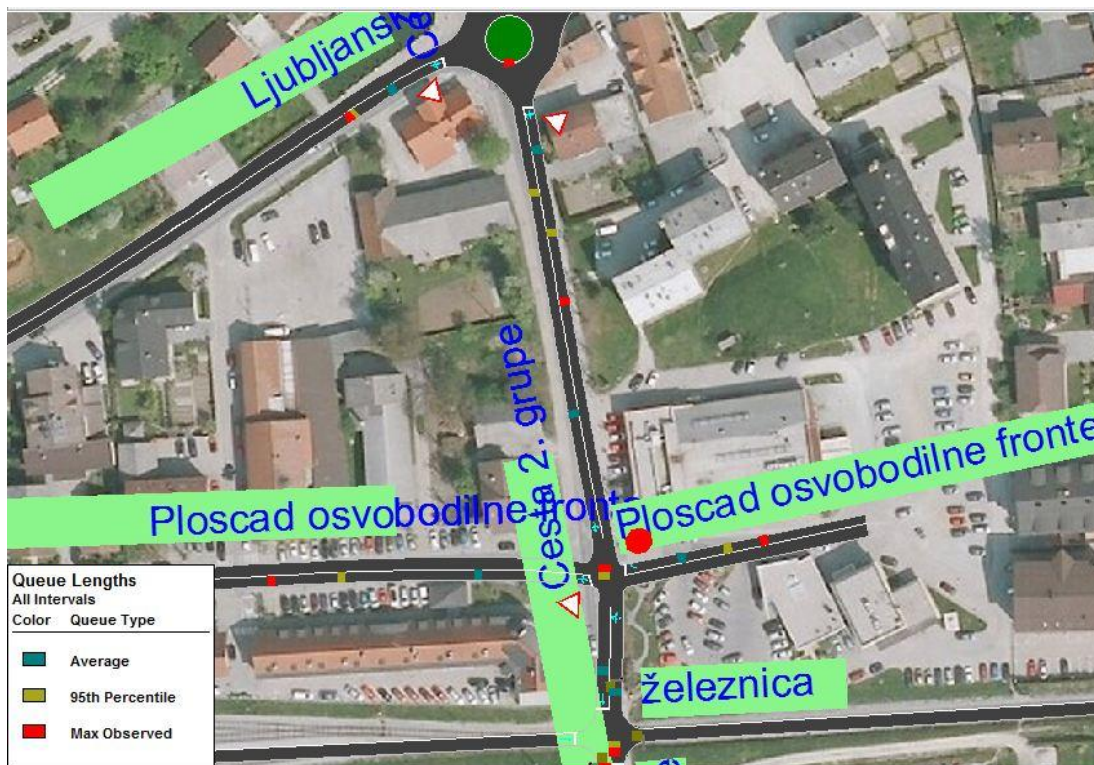 Ljubljansk
Ce
Cesta 2. grupe
Ploscad osvobodilne fronte
Ploscad osvobodilne fronte
železnica
Queue Lengths
All Intervals
Color Queue Type
Average
95th Percentile
Max Observed